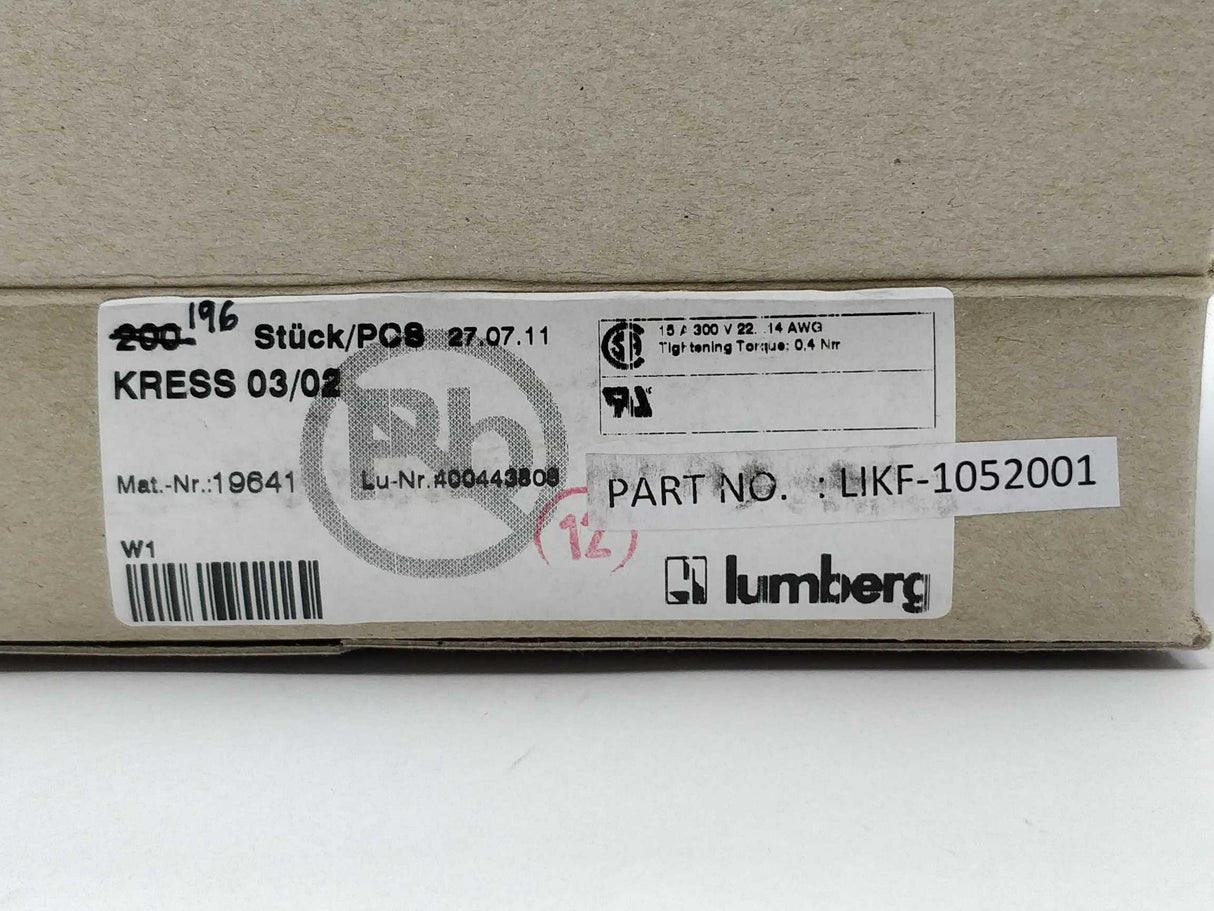 200 196 Stück/PCS 27.07.11
KRESS 03/02
Pb
15 A 300 V 22...14 AWG
Tightening Torque: 0,4 Nm
Mat.-Nr.:19641 Lu-Nr.:400443808
PART NO. : LIKF-1052001
12
W1
lumberg